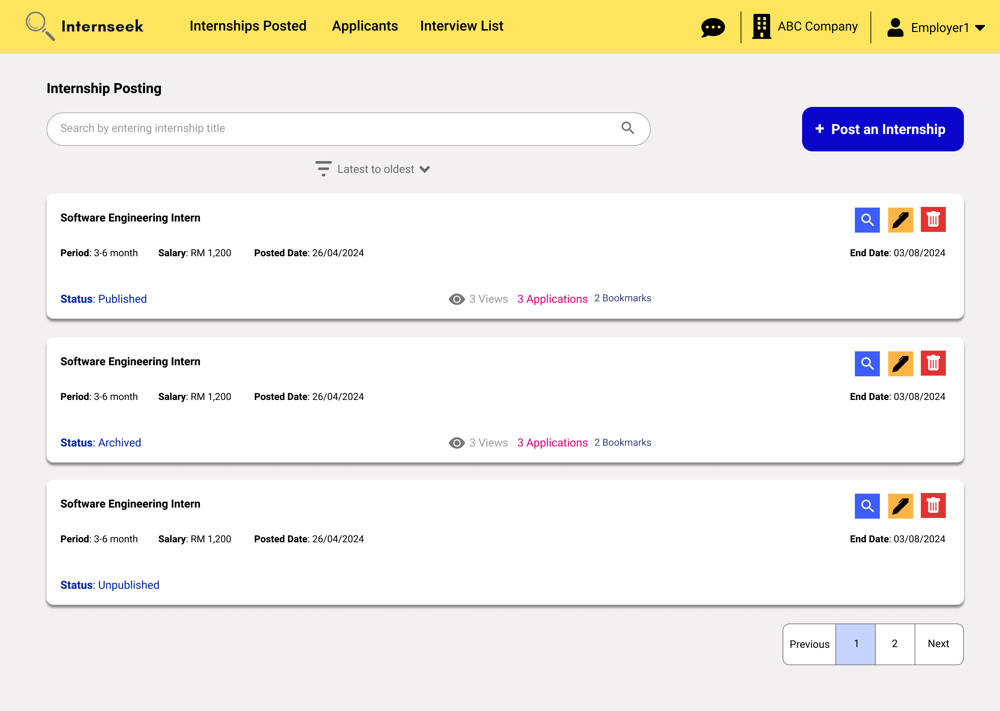 Internseek Internships Posted Applicants Interview List ABC Company Employer1
Internship Posting
Search by entering internship title
+ Post an Internship
Latest to oldest
Software Engineering Intern
Period: 3-6 month Salary: RM 1,200 Posted Date: 26/04/2024 End Date: 03/08/2024
Status: Published 3 Views 3 Applications 2 Bookmarks
Software Engineering Intern
Period: 3-6 month Salary: RM 1,200 Posted Date: 26/04/2024 End Date: 03/08/2024
Status: Archived 3 Views 3 Applications 2 Bookmarks
Software Engineering Intern
Period: 3-6 month Salary: RM 1,200 Posted Date: 26/04/2024 End Date: 03/08/2024
Status: Unpublished
Previous 1 2 Next